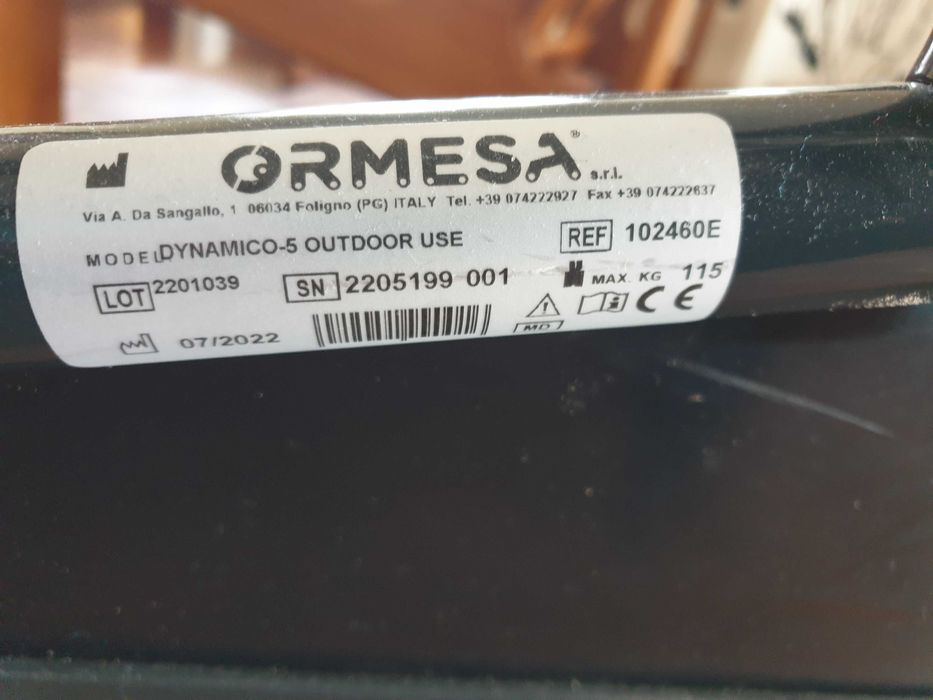 ORMESA® s.r.l.
Via A. Da Sangallo, 1 06034 Foligno (PG) ITALY Tel. +39 074222927 Fax +39 074222637
MODEL DYNAMICO-5 OUTDOOR USE REF 102460E
LOT 2201039 SN 2205199 001 MAX. KG 115
07/2022 MD CE